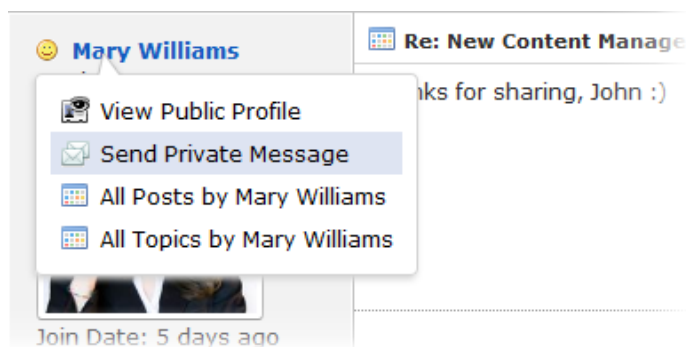 Mary Williams
Re: New Content Manage
View Public Profile
nks for sharing, John :)
Send Private Message
All Posts by Mary Williams
All Topics by Mary Williams
Join Date: 5 days ago